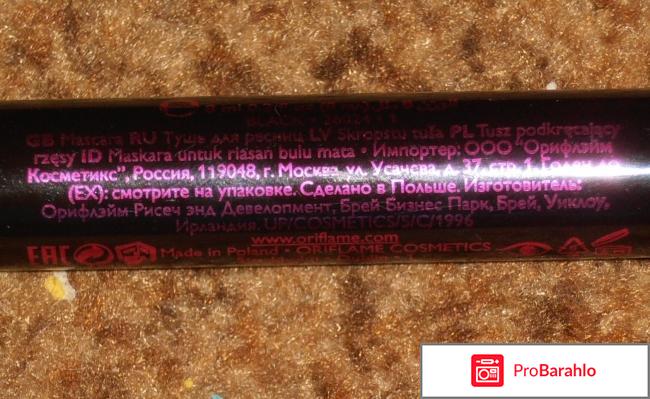 GB Mascara RU Тушь для ресниц LV Skropstu tuša PL Tusz podkręcający
rzęsy ID Maskara untuk riasan bulu mata • Импортер: ООО "Орифлэйм
Косметикс", Россия, 119048, г. Москва, ул. Усачева, д. 37, стр. 1. Годен до
(EX): смотрите на упаковке. Сделано в Польше. Изготовитель:
Орифлэйм Рисеч энд Девелопмент, Брей Бизнес Парк, Брей, Уиклоу,
Ирландия. UP/COSMETICS/S/C/1996
www.oriflame.com
EAC Made in Poland • ORIFLAME COSMETICS
ProBarahlo